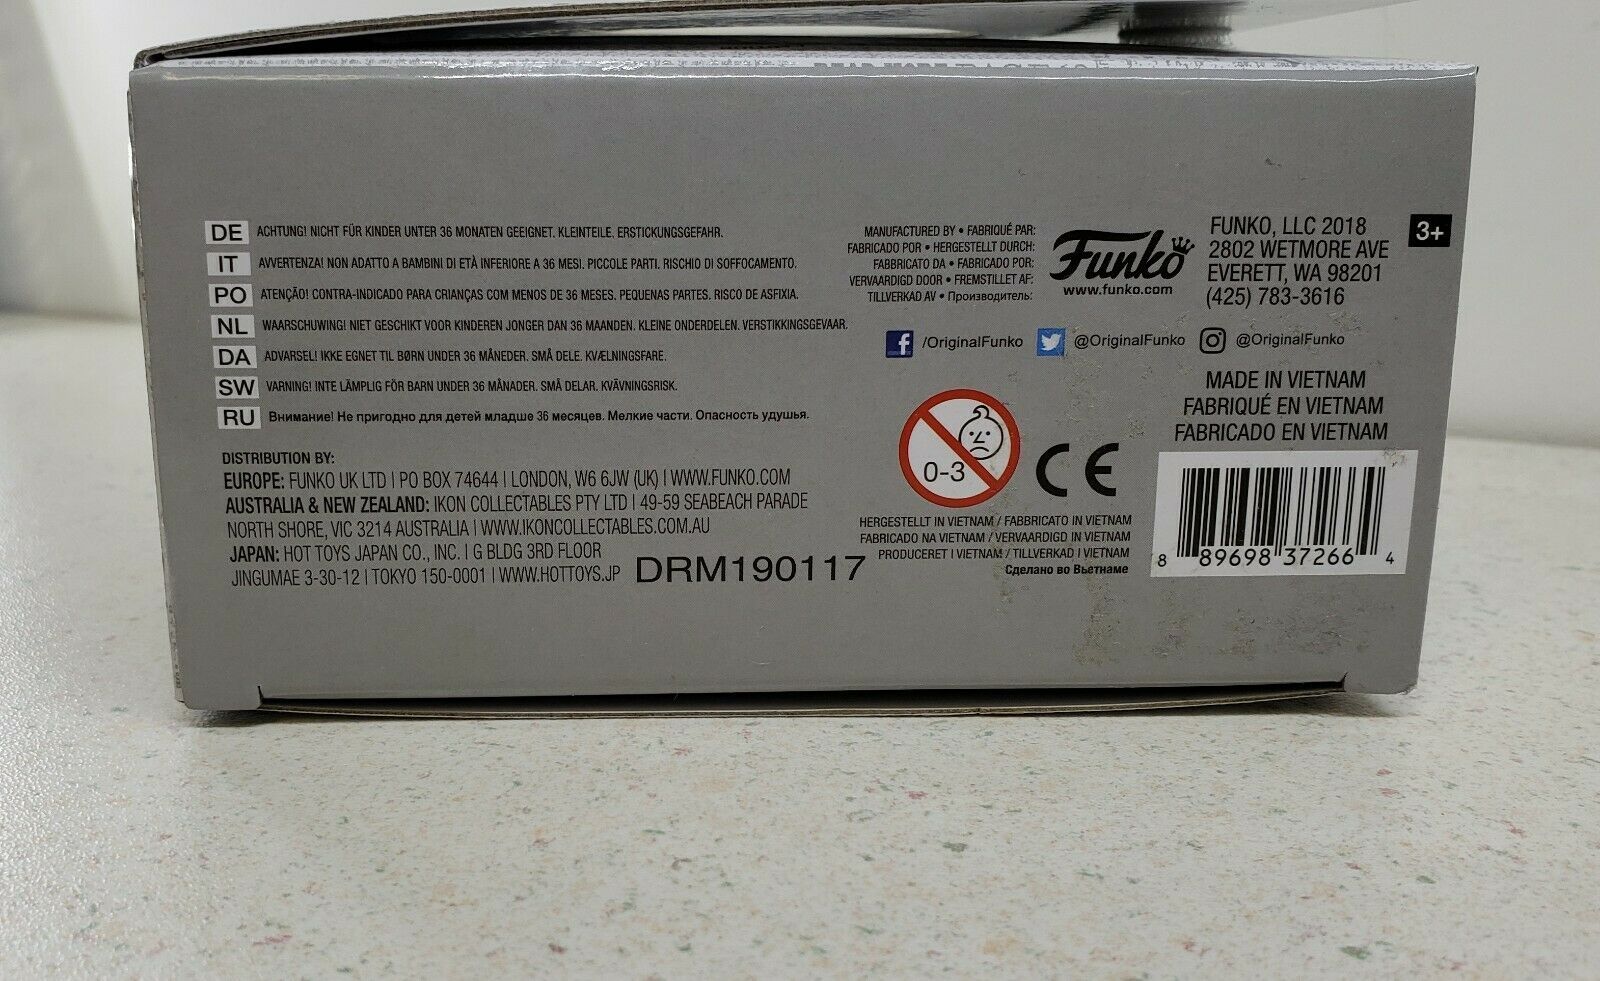 DE ACHTUNG! NICHT FÜR KINDER UNTER 36 MONATEN GEEIGNET. KLEINTEILE. ERSTICKUNGSGEFAHR.
IT AVVERTENZA! NON ADATTO A BAMBINI DI ETÀ INFERIORE A 36 MESI. PICCOLE PARTI. RISCHIO DI SOFFOCAMENTO.
PO ATENÇÃO! CONTRA-INDICADO PARA CRIANÇAS COM MENOS DE 36 MESES. PEQUENAS PARTES. RISCO DE ASFIXIA.
NL WAARSCHUWING! NIET GESCHIKT VOOR KINDEREN JONGER DAN 36 MAANDEN. KLEINE ONDERDELEN. VERSTIKKINGSGEVAAR.
DA ADVARSEL! IKKE EGNET TIL BØRN UNDER 36 MÅNEDER. SMÅ DELE. KVÆLNINGSFARE.
SW VARNING! INTE LÄMPLIG FÖR BARN UNDER 36 MÅNADER. SMÅ DELAR. KVÄVNINGSRISK.
RU Внимание! Не пригодно для детей младше 36 месяцев. Мелкие части. Опасность удушья.
DISTRIBUTION BY:
EUROPE: FUNKO UK LTD | PO BOX 74644 | LONDON, W6 6JW (UK) | WWW.FUNKO.COM
AUSTRALIA & NEW ZEALAND: IKON COLLECTABLES PTY LTD | 49-59 SEABEACH PARADE
NORTH SHORE, VIC 3214 AUSTRALIA | WWW.IKONCOLLECTABLES.COM.AU
JAPAN: HOT TOYS JAPAN CO., INC. | G BLDG 3RD FLOOR
JINGUMAE 3-30-12 | TOKYO 150-0001 | WWW.HOTTOYS.JP
DRM190117
MANUFACTURED BY • FABRIQUÉ PAR:
FABRICADO POR • HERGESTELLT DURCH:
FABBRICATO DA • FABRICADO POR:
VERVAARDIGD DOOR • FREMSTILLET AF:
TILLVERKAD AV • Производитель:
Funko
www.funko.com
FUNKO, LLC 2018
2802 WETMORE AVE
EVERETT, WA 98201
(425) 783-3616
3+
/OriginalFunko @OriginalFunko @OriginalFunko
0-3
CE
MADE IN VIETNAM
FABRIQUÉ EN VIETNAM
FABRICADO EN VIETNAM
HERGESTELLT IN VIETNAM / FABBRICATO IN VIETNAM
FABRICADO NA VIETNAM / VERVAARDIGD IN VIETNAM
PRODUCERET I VIETNAM / TILLVERKAD I VIETNAM
Сделано во Вьетнаме
8 89698 37266 4